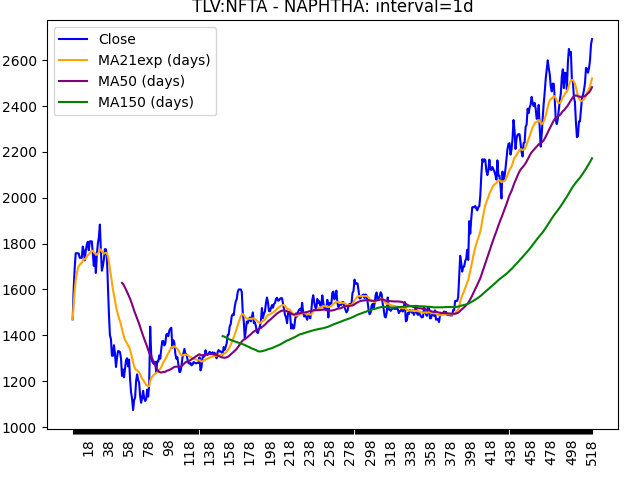 TLV:NFTA - NAPHTHA: interval=1d
Close
MA21exp (days)
MA50 (days)
MA150 (days)
2600
2400
2200
2000
1800
1600
1400
1200
1000
18 38 58 78 98 118 138 158 178 198 218 238 258 278 298 318 338 358 378 398 418 438 458 478 498 518